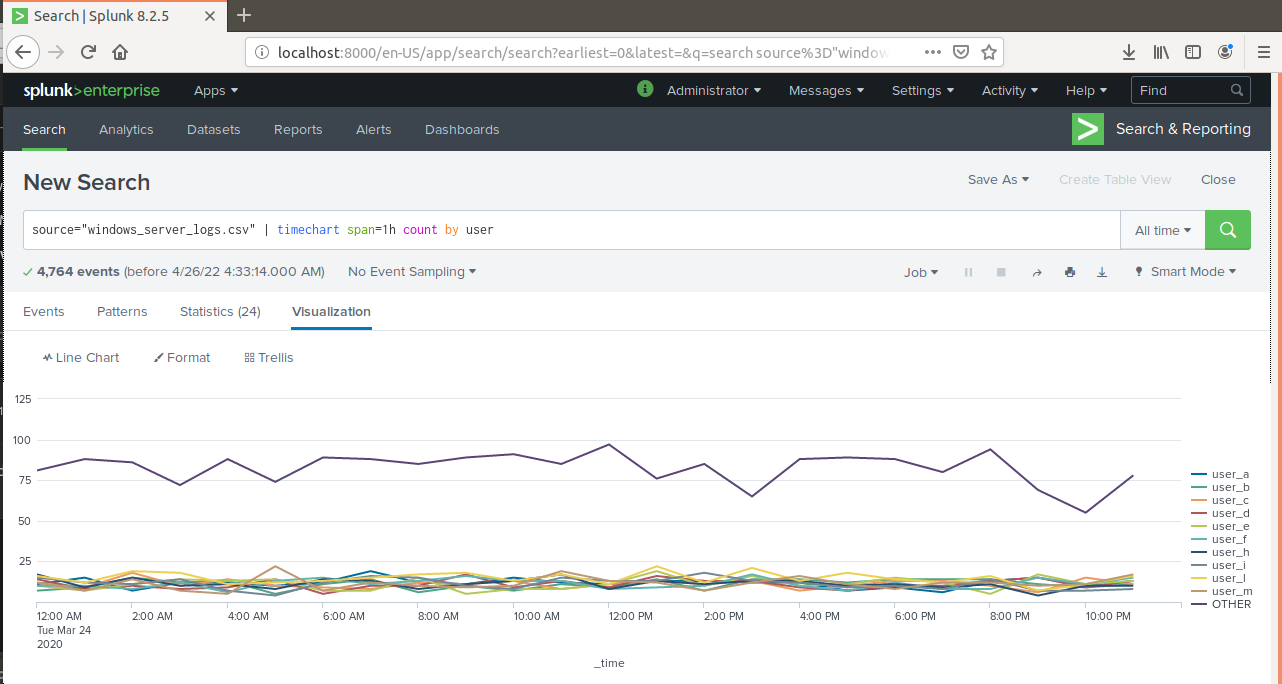 Search | Splunk 8.2.5
localhost:8000/en-US/app/search/search?earliest=0&latest=&q=search source%3D"windov
splunk>enterprise Apps Administrator Messages Settings Activity Help Find
Search Analytics Datasets Reports Alerts Dashboards Search & Reporting
New Search Save As Create Table View Close
source="windows_server_logs.csv" | timechart span=1h count by user All time
4,764 events (before 4/26/22 4:33:14.000 AM) No Event Sampling Job Smart Mode
Events Patterns Statistics (24) Visualization
Line Chart Format Trellis
125
100
75
50
25
user_a
user_b
user_c
user_d
user_e
user_f
user_h
user_i
user_l
user_m
OTHER
12:00 AM 2:00 AM 4:00 AM 6:00 AM 8:00 AM 10:00 AM 12:00 PM 2:00 PM 4:00 PM 6:00 PM 8:00 PM 10:00 PM
Tue Mar 24
2020
_time